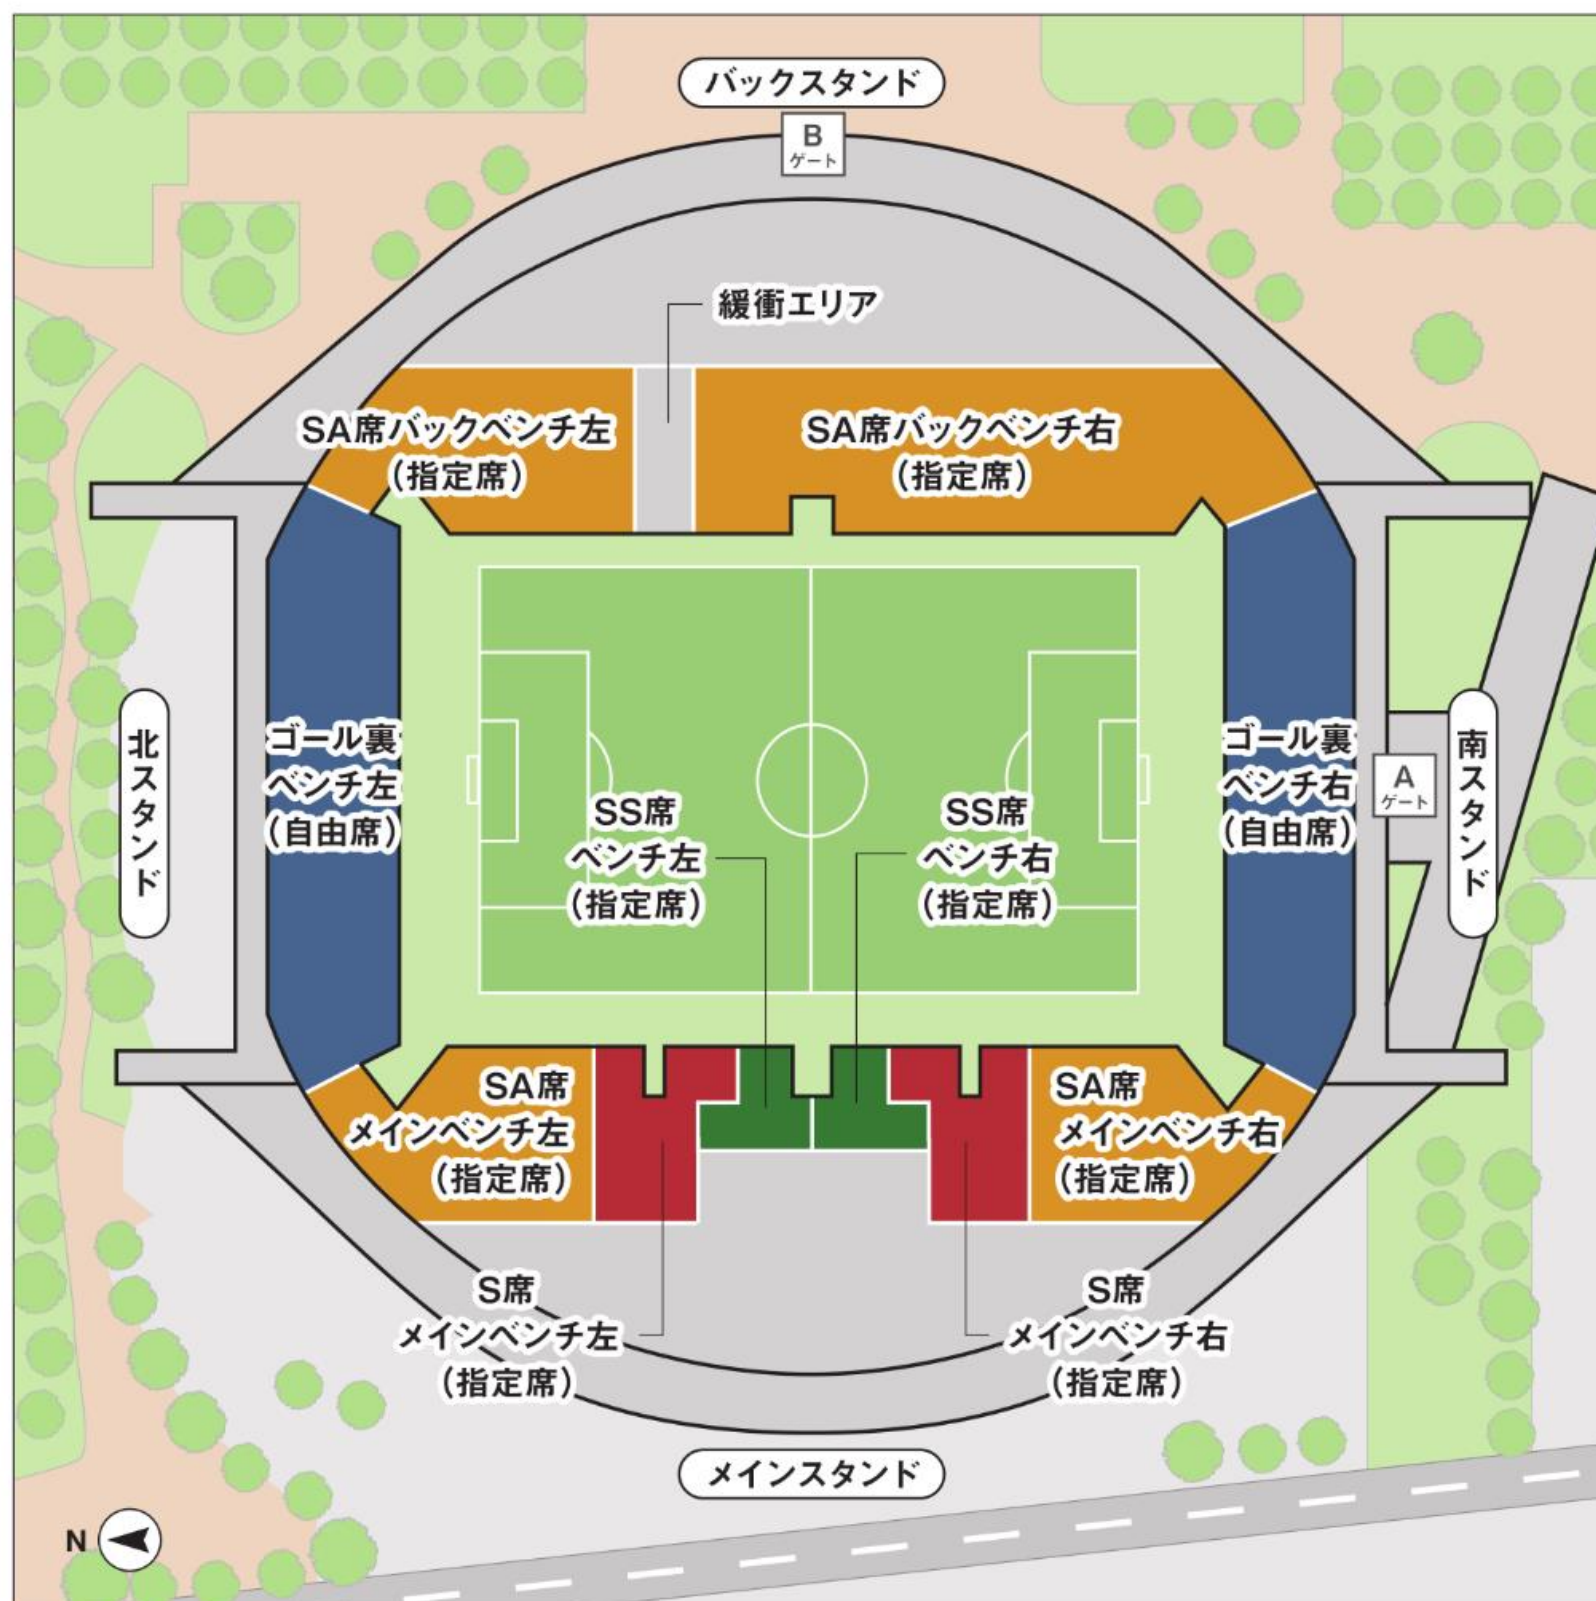 バックスタンド
B
ゲート
緩衝エリア
SA席バックベンチ左
(指定席)
SA席バックベンチ右
(指定席)
北スタンド
ゴール裏
ベンチ左
(自由席)
SS席
ベンチ左
(指定席)
SS席
ベンチ右
(指定席)
ゴール裏
ベンチ右
(自由席)
A
ゲート
南スタンド
SA席
メインベンチ左
(指定席)
SA席
メインベンチ右
(指定席)
S席
メインベンチ左
(指定席)
S席
メインベンチ右
(指定席)
メインスタンド
N